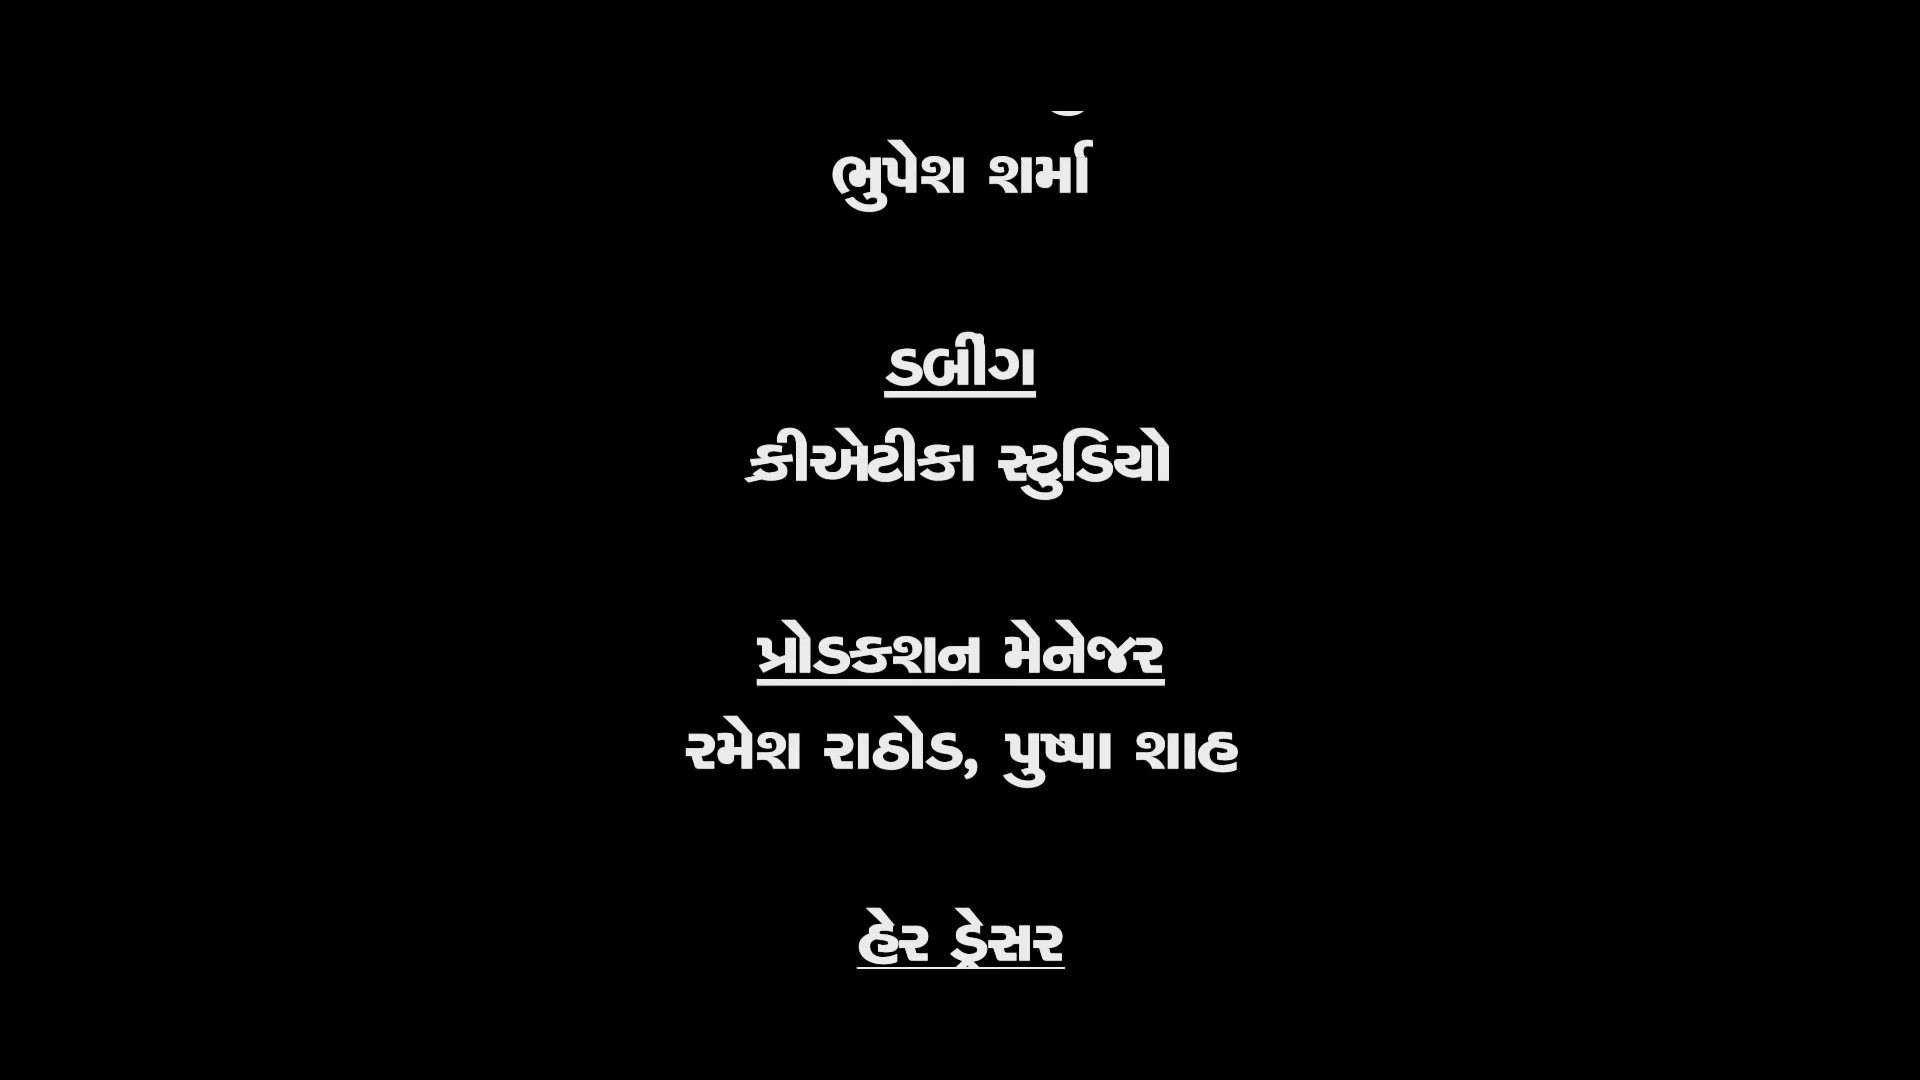 ભુપેશ શર્મા
ડબીંગ
ક્રીએટીકા સ્ટુડિયો
પ્રોડકશન મેનેજર
રમેશ રાઠોડ, પુષ્પા શાહ
હેર ડ્રેસર